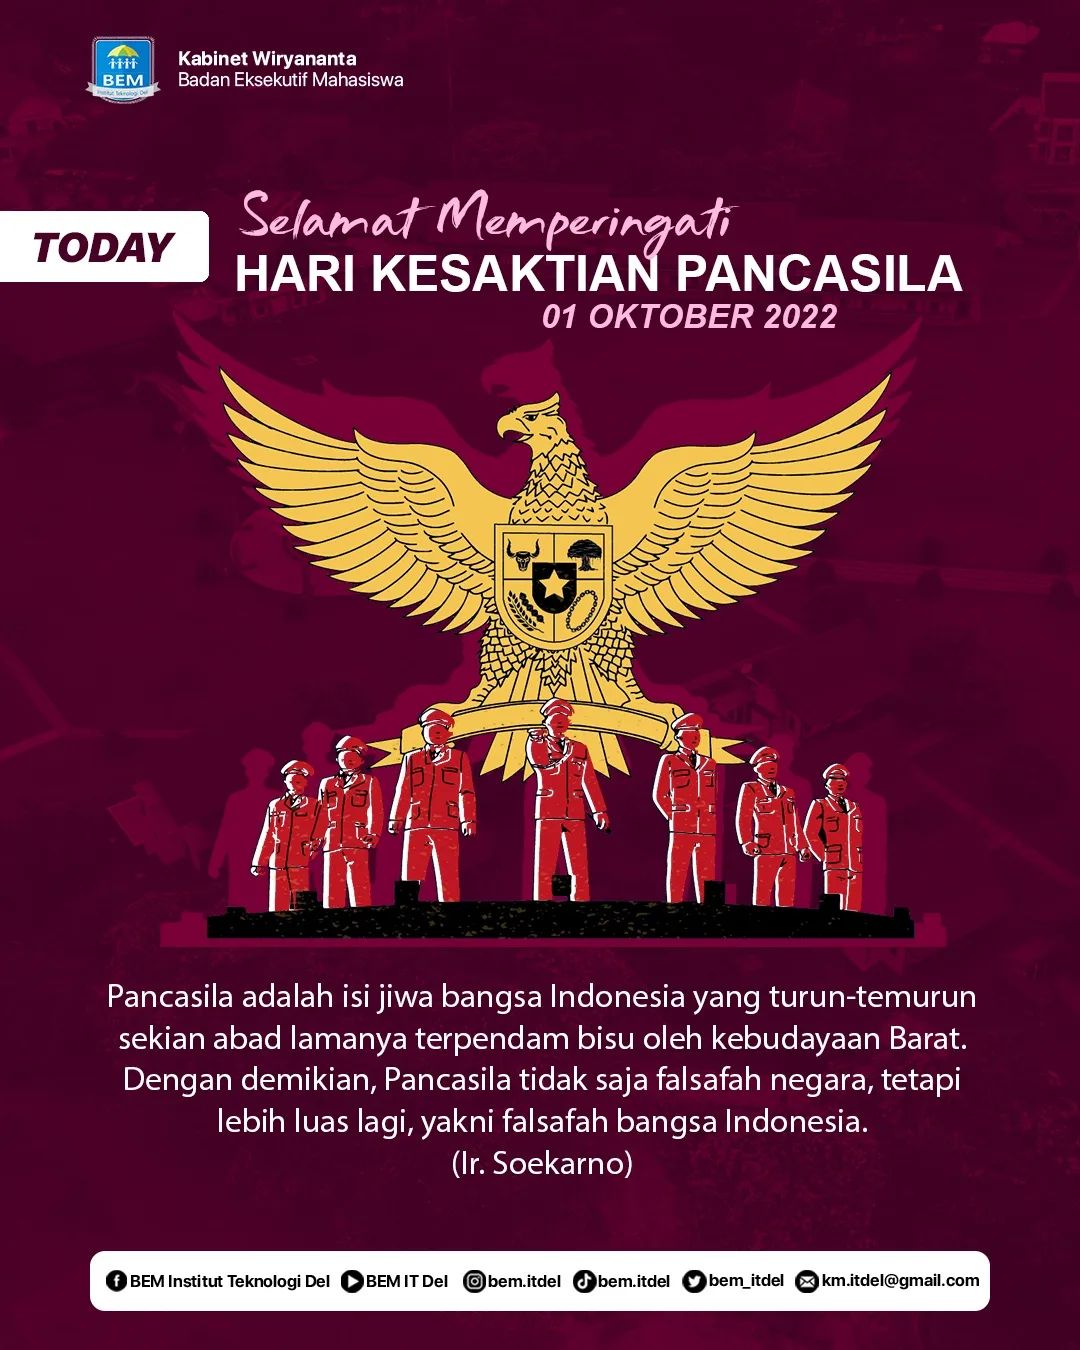 BEM
Institut Teknologi Del
Kabinet Wiryananta
Badan Eksekutif Mahasiswa
TODAY
Selamat Memperingati
HARI KESAKTIAN PANCASILA
01 OKTOBER 2022
Pancasila adalah isi jiwa bangsa Indonesia yang turun-temurun
sekian abad lamanya terpendam bisu oleh kebudayaan Barat.
Dengan demikian, Pancasila tidak saja falsafah negara, tetapi
lebih luas lagi, yakni falsafah bangsa Indonesia.
(Ir. Soekarno)
BEM Institut Teknologi Del BEM IT Del bem.itdel bem.itdel bem_itdel km.itdel@gmail.com